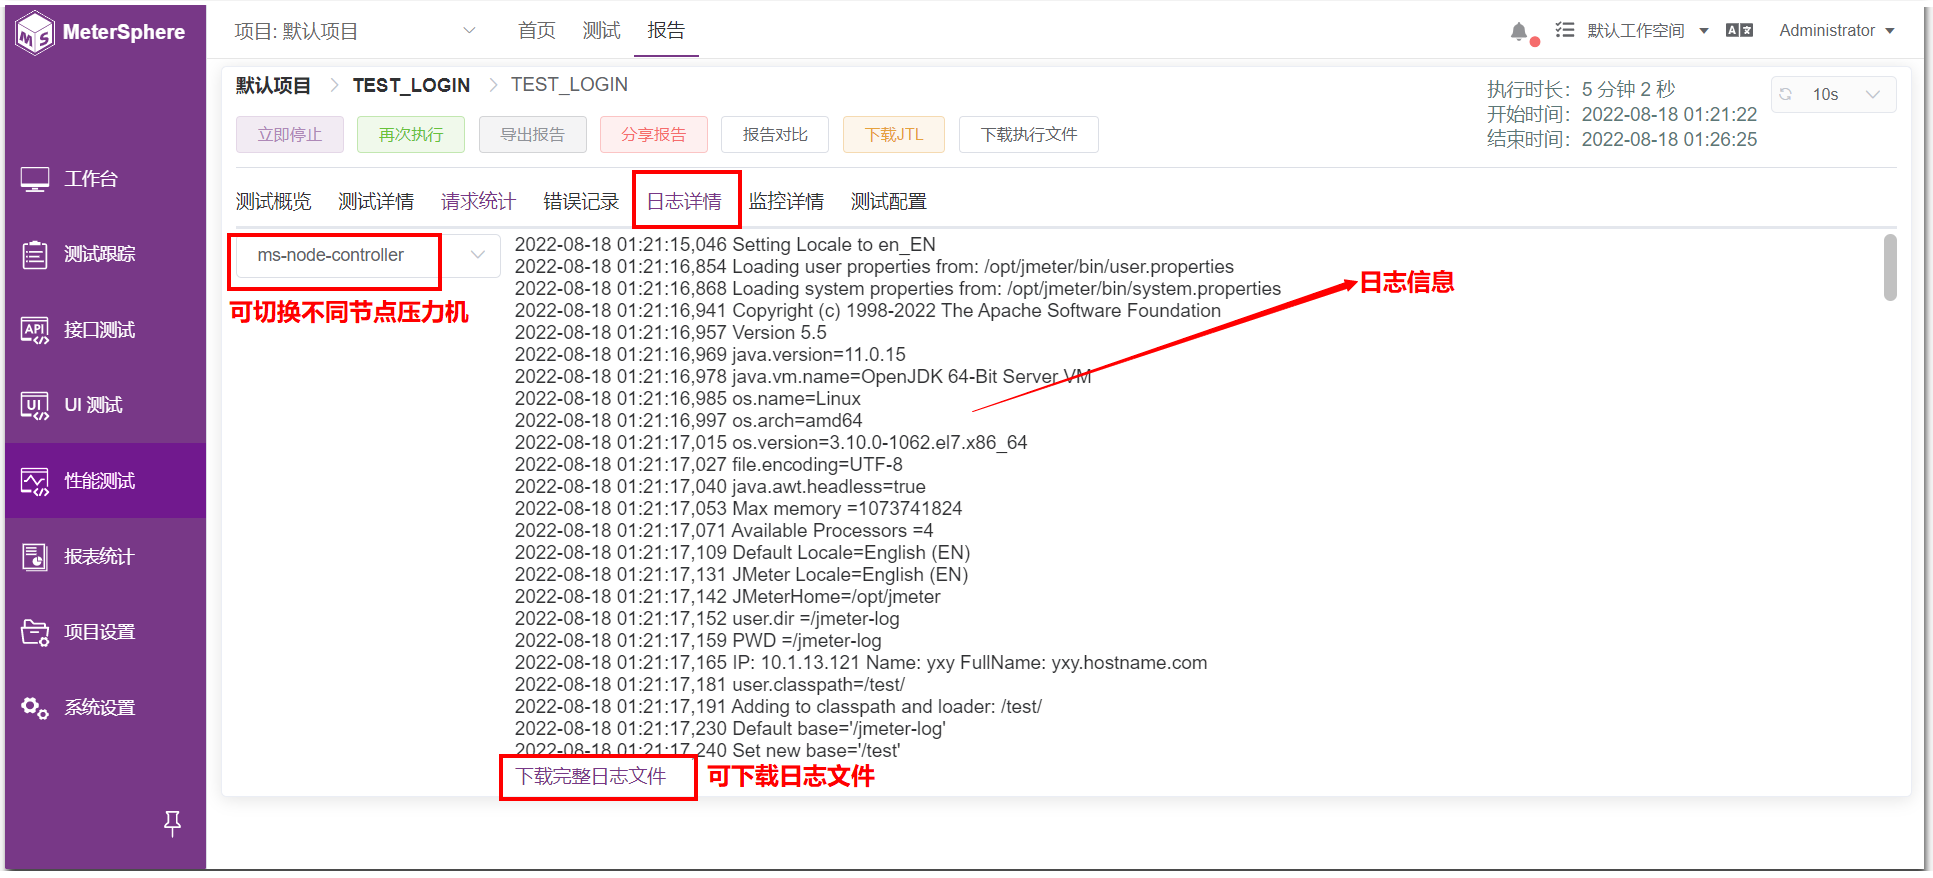 MeterSphere
项目: 默认项目
首页
测试
报告
默认工作空间
Administrator
默认项目 > TEST_LOGIN > TEST_LOGIN
执行时长： 5 分钟 2 秒
开始时间： 2022-08-18 01:21:22
结束时间： 2022-08-18 01:26:25
10s
立即停止
再次执行
导出报告
分享报告
报告对比
下载JTL
下载执行文件
工作台
测试跟踪
接口测试
UI 测试
性能测试
报表统计
项目设置
系统设置
测试概览
测试详情
请求统计
错误记录
日志详情
监控详情
测试配置
ms-node-controller
可切换不同节点压力机
2022-08-18 01:21:15,046 Setting Locale to en_EN
2022-08-18 01:21:16,854 Loading user properties from: /opt/jmeter/bin/user.properties
2022-08-18 01:21:16,868 Loading system properties from: /opt/jmeter/bin/system.properties
2022-08-18 01:21:16,941 Copyright (c) 1998-2022 The Apache Software Foundation
2022-08-18 01:21:16,957 Version 5.5
2022-08-18 01:21:16,969 java.version=11.0.15
2022-08-18 01:21:16,978 java.vm.name=OpenJDK 64-Bit Server VM
2022-08-18 01:21:16,985 os.name=Linux
2022-08-18 01:21:16,997 os.arch=amd64
2022-08-18 01:21:17,015 os.version=3.10.0-1062.el7.x86_64
2022-08-18 01:21:17,027 file.encoding=UTF-8
2022-08-18 01:21:17,040 java.awt.headless=true
2022-08-18 01:21:17,053 Max memory =1073741824
2022-08-18 01:21:17,071 Available Processors =4
2022-08-18 01:21:17,109 Default Locale=English (EN)
2022-08-18 01:21:17,131 JMeter Locale=English (EN)
2022-08-18 01:21:17,142 JMeterHome=/opt/jmeter
2022-08-18 01:21:17,152 user.dir =/jmeter-log
2022-08-18 01:21:17,159 PWD =/jmeter-log
2022-08-18 01:21:17,165 IP: 10.1.13.121 Name: yxy FullName: yxy.hostname.com
2022-08-18 01:21:17,181 user.classpath=/test/
2022-08-18 01:21:17,191 Adding to classpath and loader: /test/
2022-08-18 01:21:17,230 Default base='/jmeter-log'
2022-08-18 01:21:17,240 Set new base='/test'
日志信息
下载完整日志文件
可下载日志文件